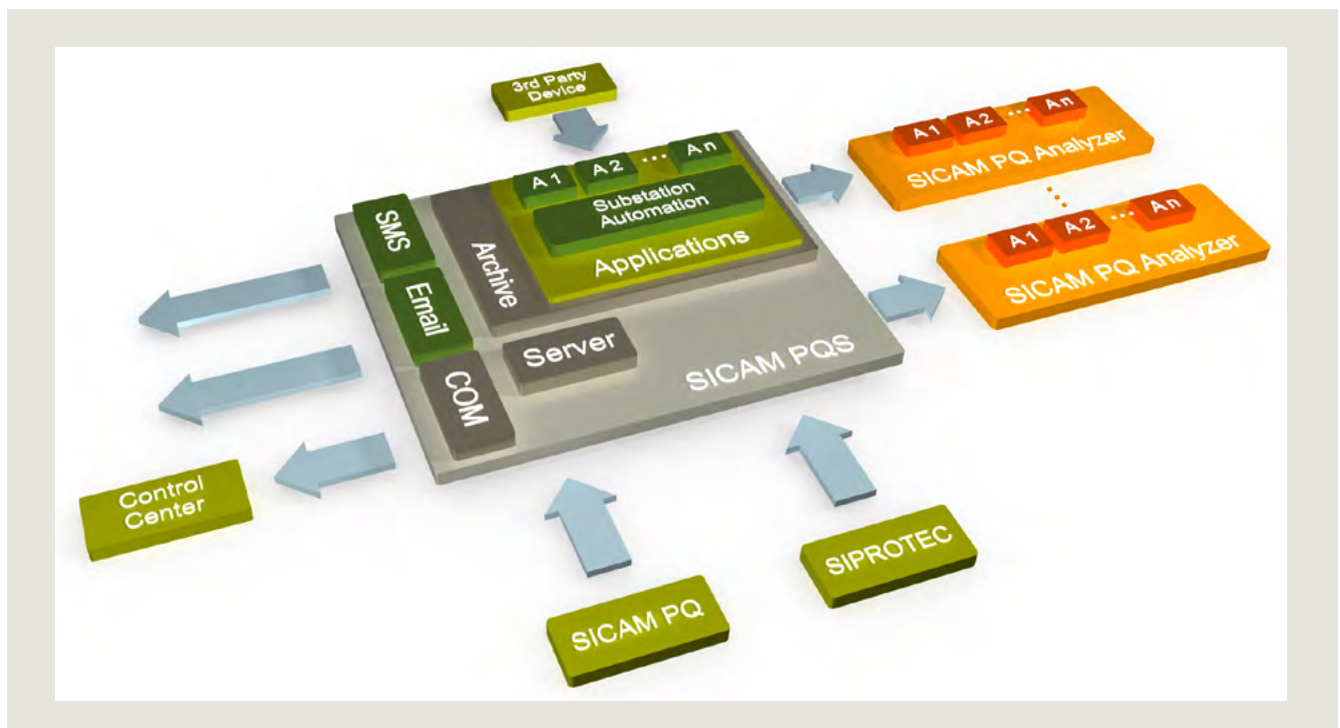 3rd Party
Device
A 1
A 2
...
A n
Substation
Automation
Applications
Archive
SMS
Email
COM
Server
SICAM PQS
A 1
A 2
...
A n
SICAM PQ Analyzer
A 1
A 2
...
A n
SICAM PQ Analyzer
Control
Center
SICAM PQ
SIPROTEC